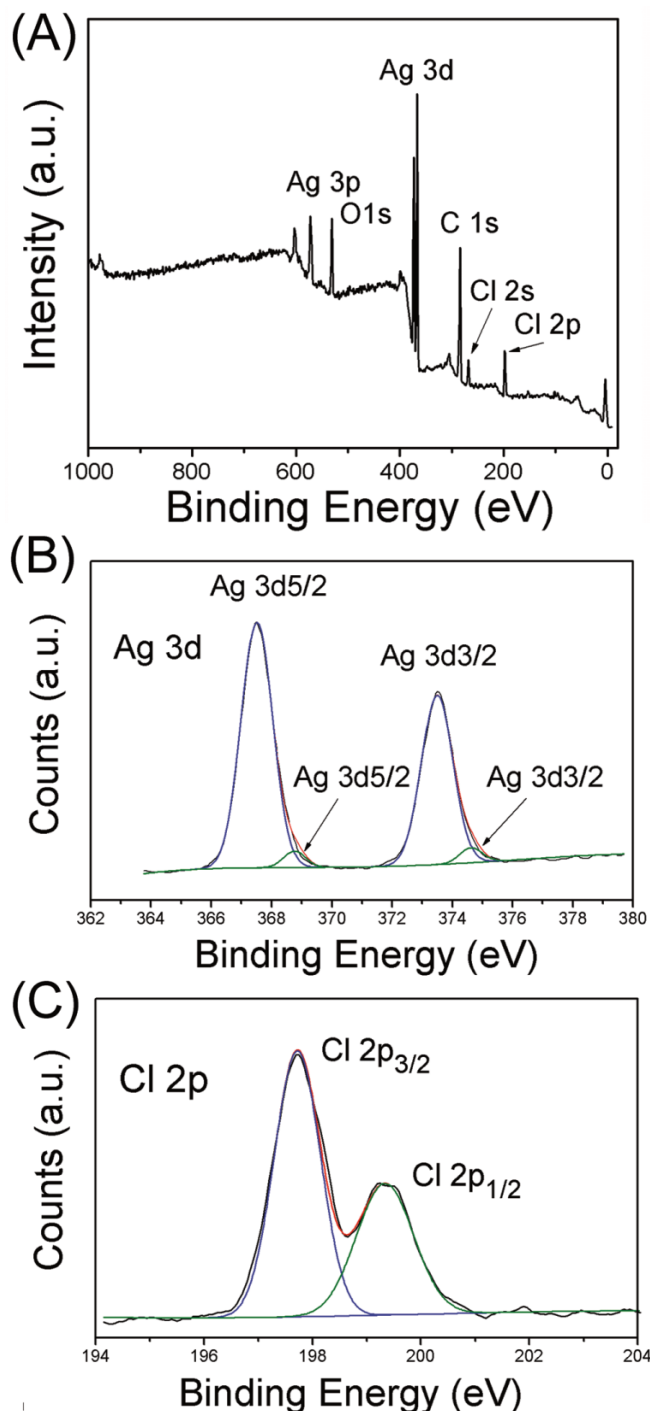 (A)
Ag 3d
Ag 3p
O1s
C 1s
Cl 2s
Cl 2p
Intensity (a.u.)
1000 800 600 400 200 0
Binding Energy (eV)
(B)
Ag 3d5/2
Ag 3d
Ag 3d3/2
Ag 3d5/2
Ag 3d3/2
Counts (a.u.)
362 364 366 368 370 372 374 376 378 380
Binding Energy (eV)
(C)
Cl 2p
Cl 2p3/2
Cl 2p1/2
Counts (a.u.)
194 196 198 200 202 204
Binding Energy (eV)